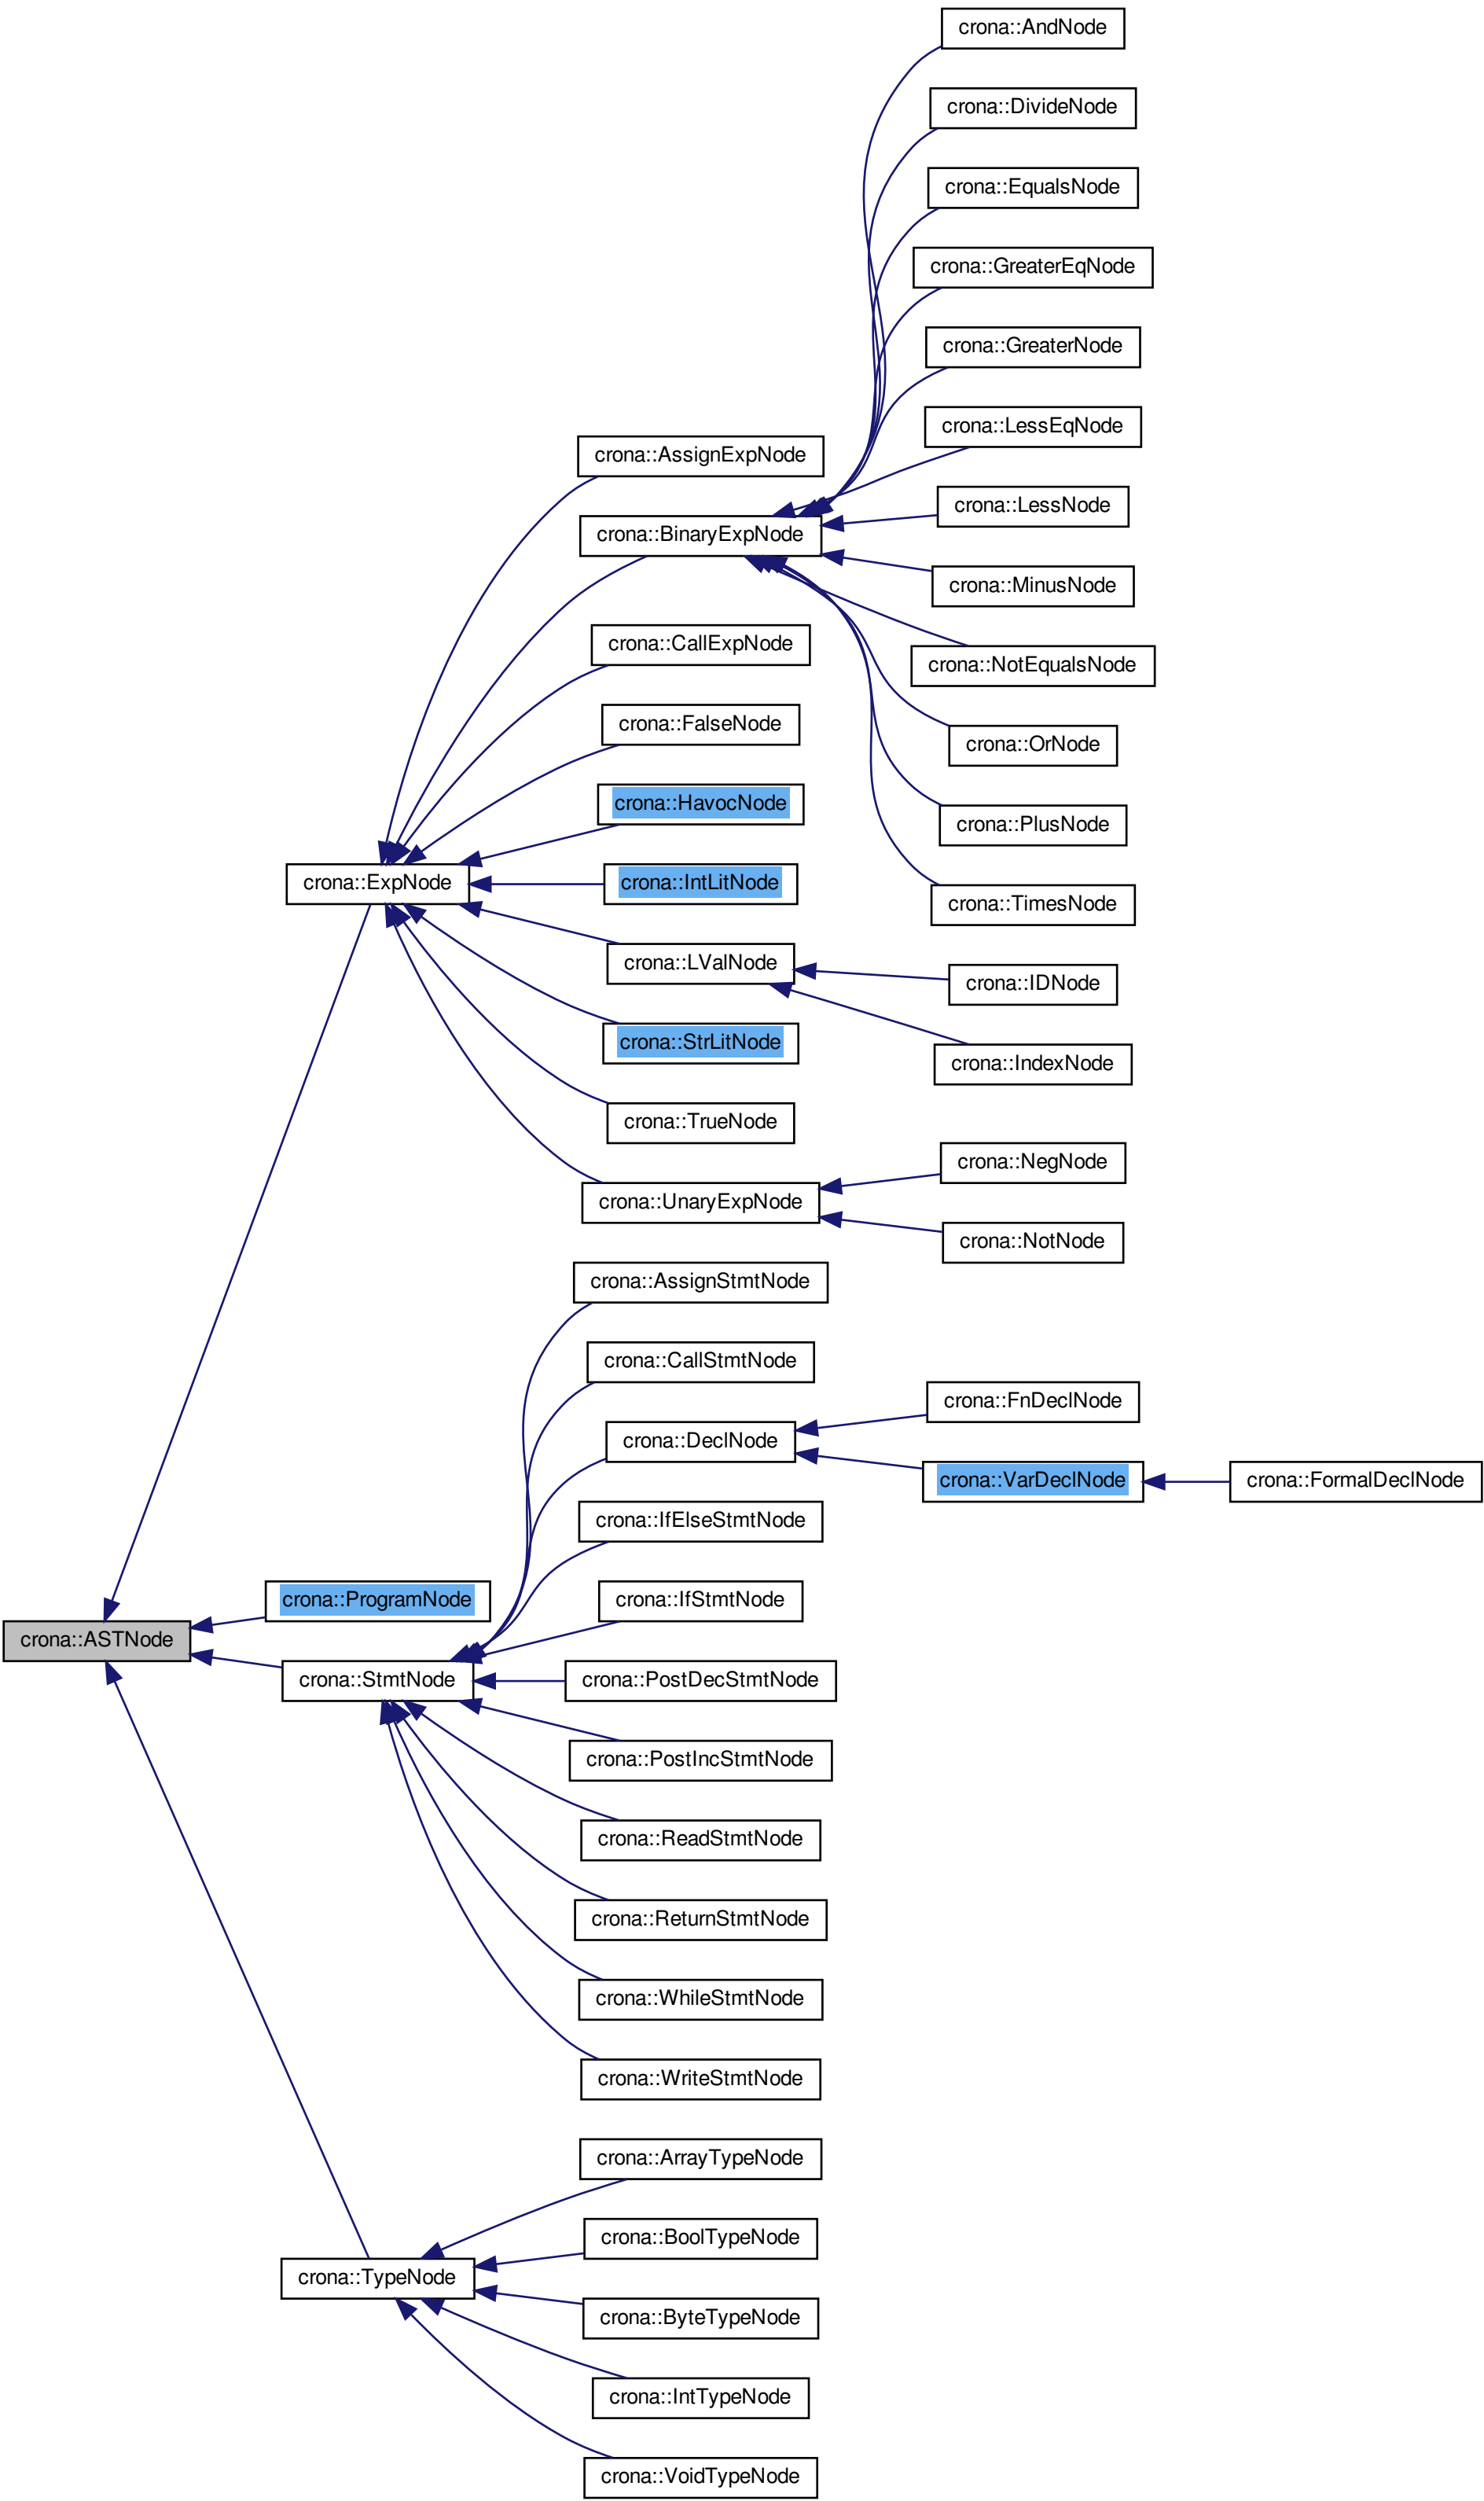 crona::AndNode
crona::DivideNode
crona::EqualsNode
crona::GreaterEqNode
crona::GreaterNode
crona::LessEqNode
crona::AssignExpNode
crona::LessNode
crona::BinaryExpNode
crona::MinusNode
crona::CallExpNode
crona::NotEqualsNode
crona::FalseNode
crona::OrNode
crona::HavocNode
crona::PlusNode
crona::ExpNode
crona::IntLitNode
crona::TimesNode
crona::LValNode
crona::IDNode
crona::StrLitNode
crona::IndexNode
crona::TrueNode
crona::NegNode
crona::UnaryExpNode
crona::NotNode
crona::AssignStmtNode
crona::CallStmtNode
crona::FnDeclNode
crona::DeclNode
crona::VarDeclNode
crona::FormalDeclNode
crona::IfElseStmtNode
crona::ProgramNode
crona::IfStmtNode
crona::ASTNode
crona::StmtNode
crona::PostDecStmtNode
crona::PostIncStmtNode
crona::ReadStmtNode
crona::ReturnStmtNode
crona::WhileStmtNode
crona::WriteStmtNode
crona::ArrayTypeNode
crona::BoolTypeNode
crona::TypeNode
crona::ByteTypeNode
crona::IntTypeNode
crona::VoidTypeNode